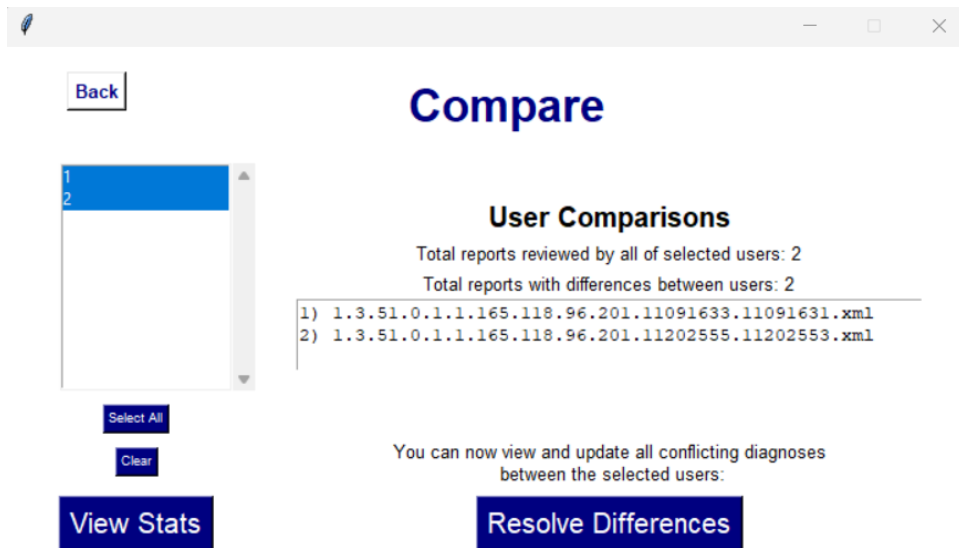 Back
Compare
1
2
User Comparisons
Total reports reviewed by all of selected users: 2
Total reports with differences between users: 2
1) 1.3.51.0.1.1.165.118.96.201.11091633.11091631.xml
2) 1.3.51.0.1.1.165.118.96.201.11202555.11202553.xml
Select All
Clear
You can now view and update all conflicting diagnoses
between the selected users:
View Stats
Resolve Differences